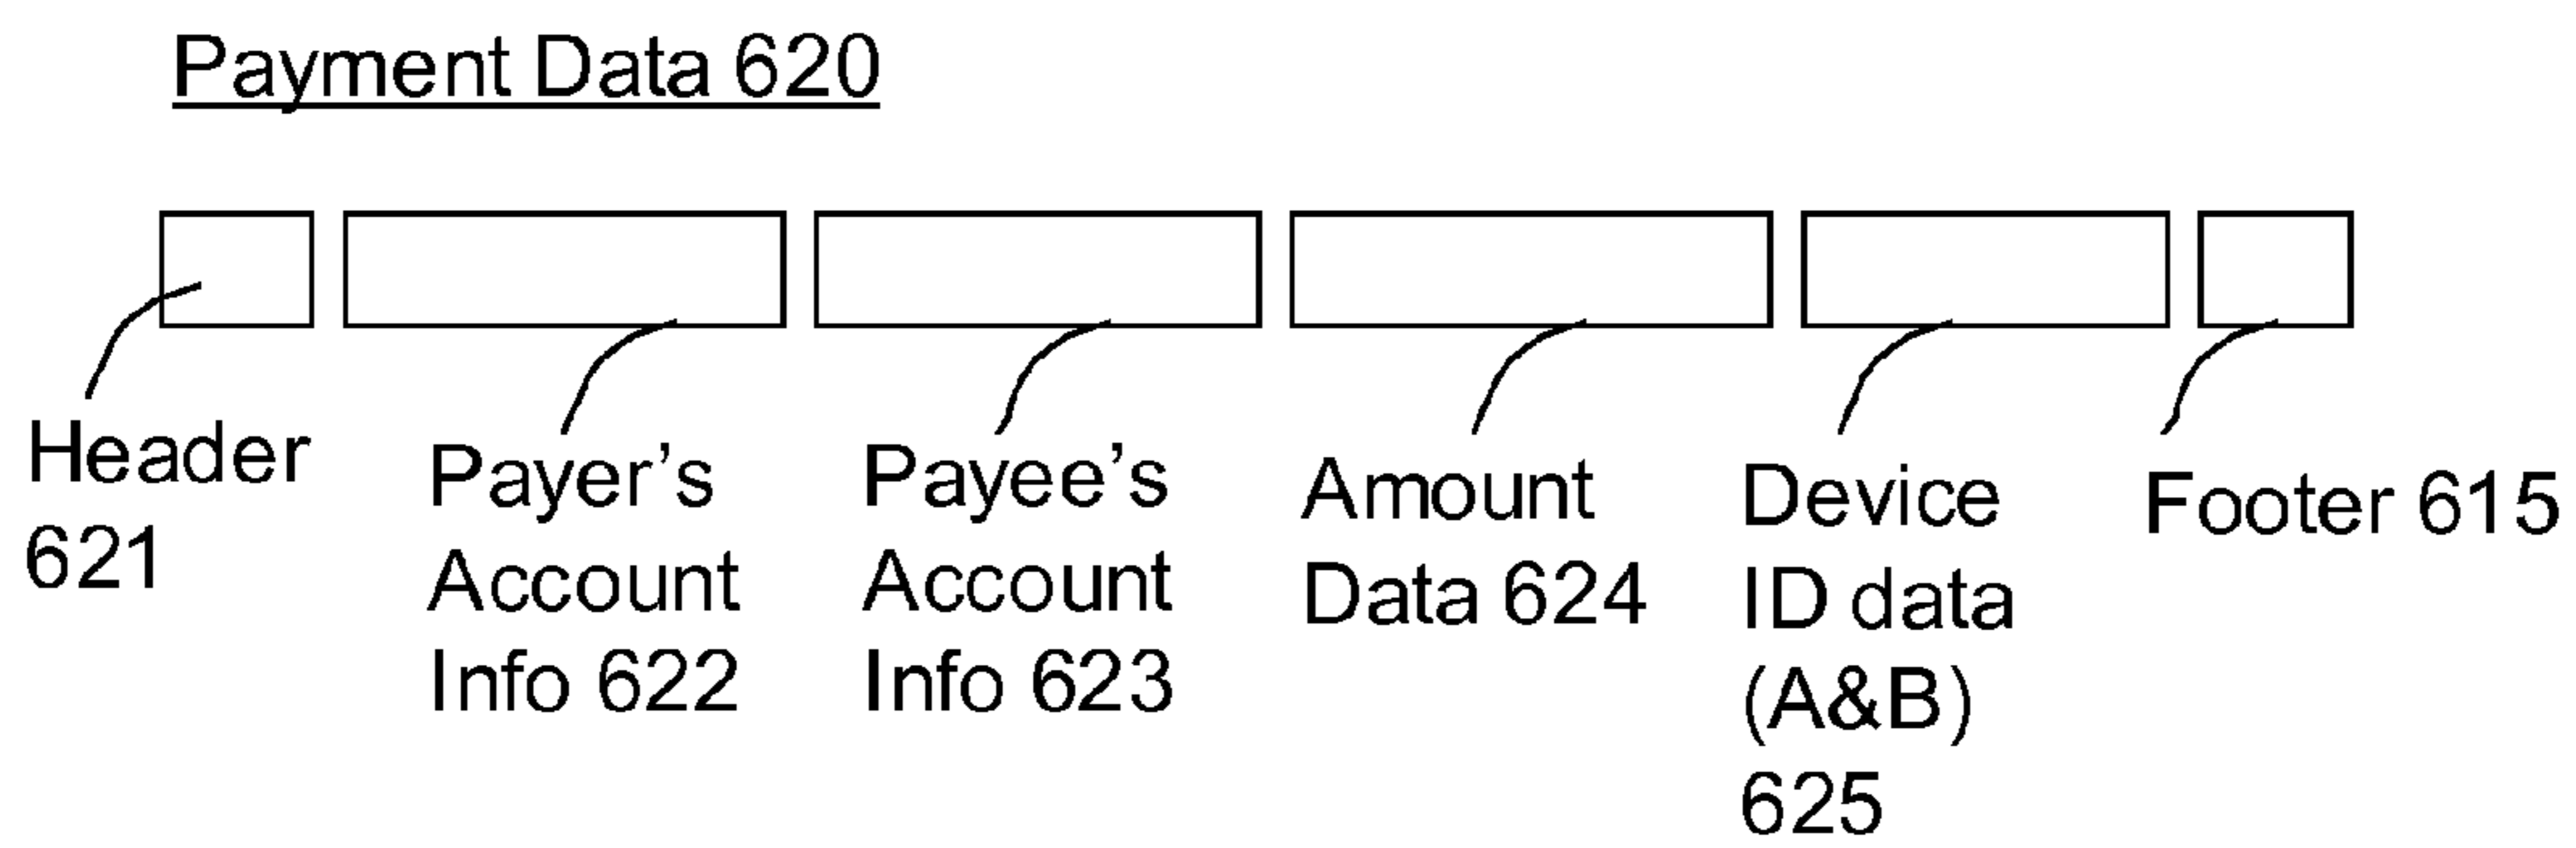 Payment Data 620
Header
621
Payer's
Account
Info 622
Payee's
Account
Info 623
Amount
Data 624
Device
ID data
(A&B)
625
Footer 615